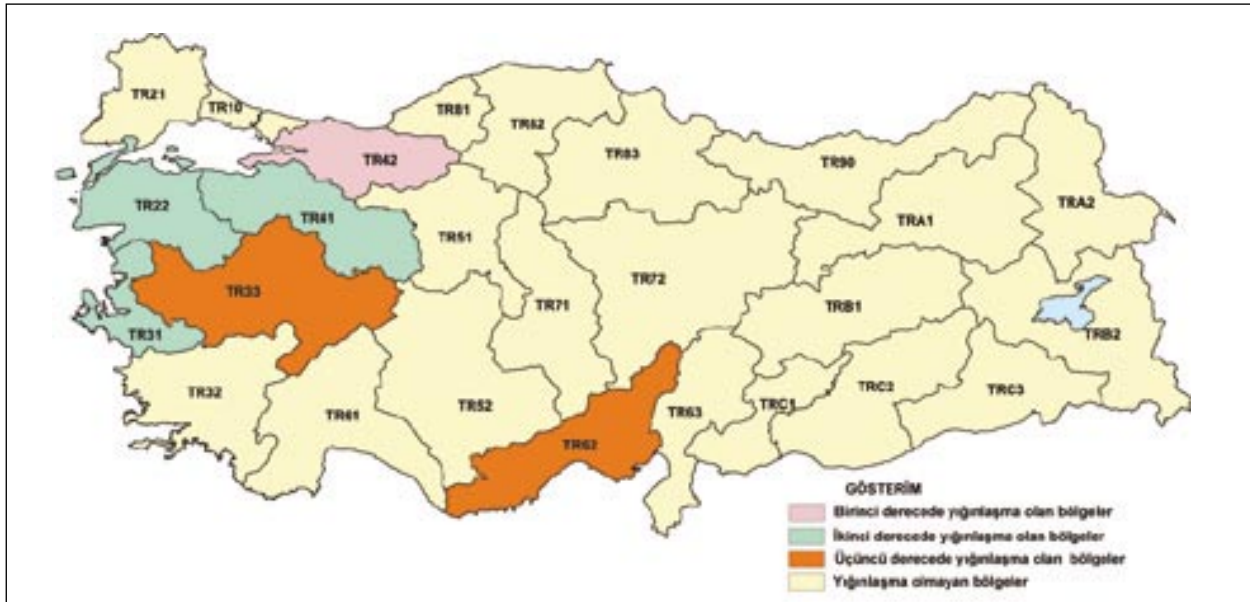 TR21
TR10
TR81
TR82
TR42
TR83
TR90
TR22
TR41
TRA2
TRA1
TR51
TR33
TR72
TR71
TRB1
TR31
TRB2
TR32
TR52
TRC2
TRC3
TR61
TR63
TRC1
TR62
GÖSTERİM
Birinci derecede yığınlaşma olan bölgeler
İkinci derecede yığınlaşma olan bölgeler
Üçüncü derecede yığınlaşma olan bölgeler
Yığınlaşma olmayan bölgeler